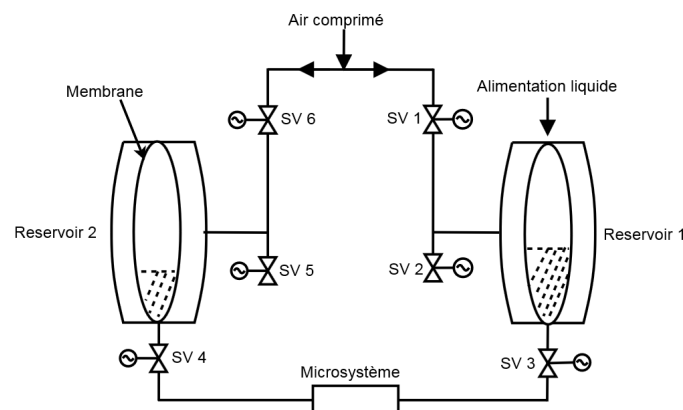 Air comprimé
Membrane
Alimentation liquide
SV 6
SV 1
Reservoir 2
Reservoir 1
SV 5
SV 2
SV 4
Microsystème
SV 3